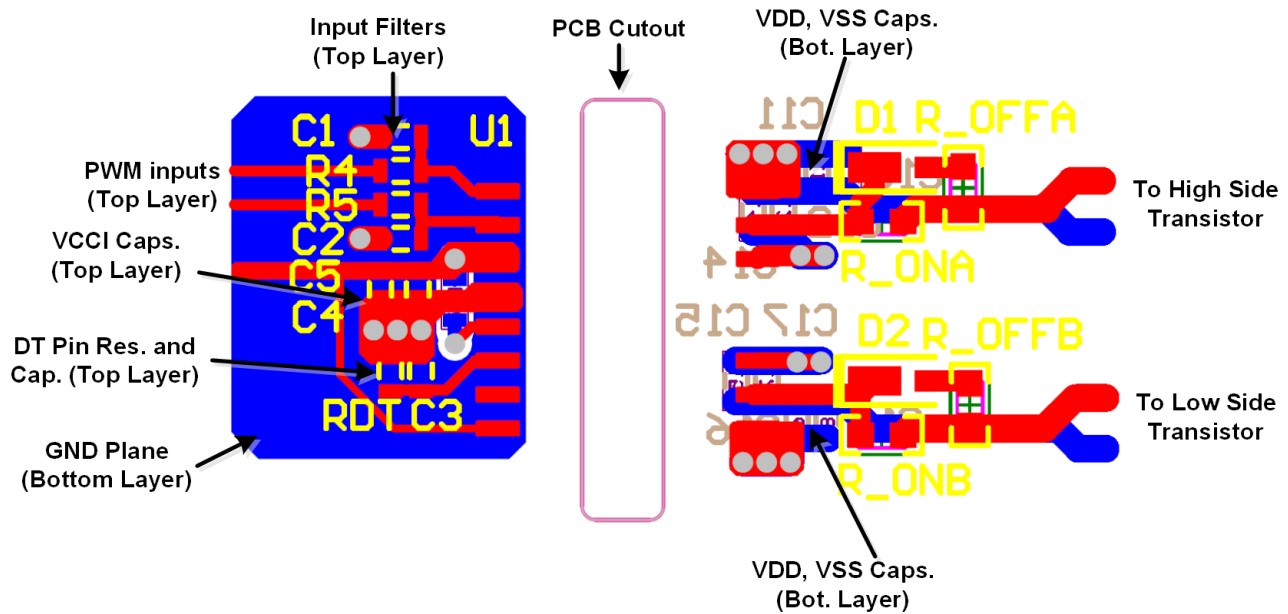 Input Filters
(Top Layer)
PCB Cutout
VDD, VSS Caps.
(Bot. Layer)
C1
U1
C11
D1 R_OFFA
PWM inputs
(Top Layer)
R4
R5
To High Side
Transistor
VCCI Caps.
(Top Layer)
C2
C5
C4
C14
R_ONA
DT Pin Res. and
Cap. (Top Layer)
C15
C17
D2 R_OFFB
RDT C3
To Low Side
Transistor
GND Plane
(Bottom Layer)
R_ONB
VDD, VSS Caps.
(Bot. Layer)